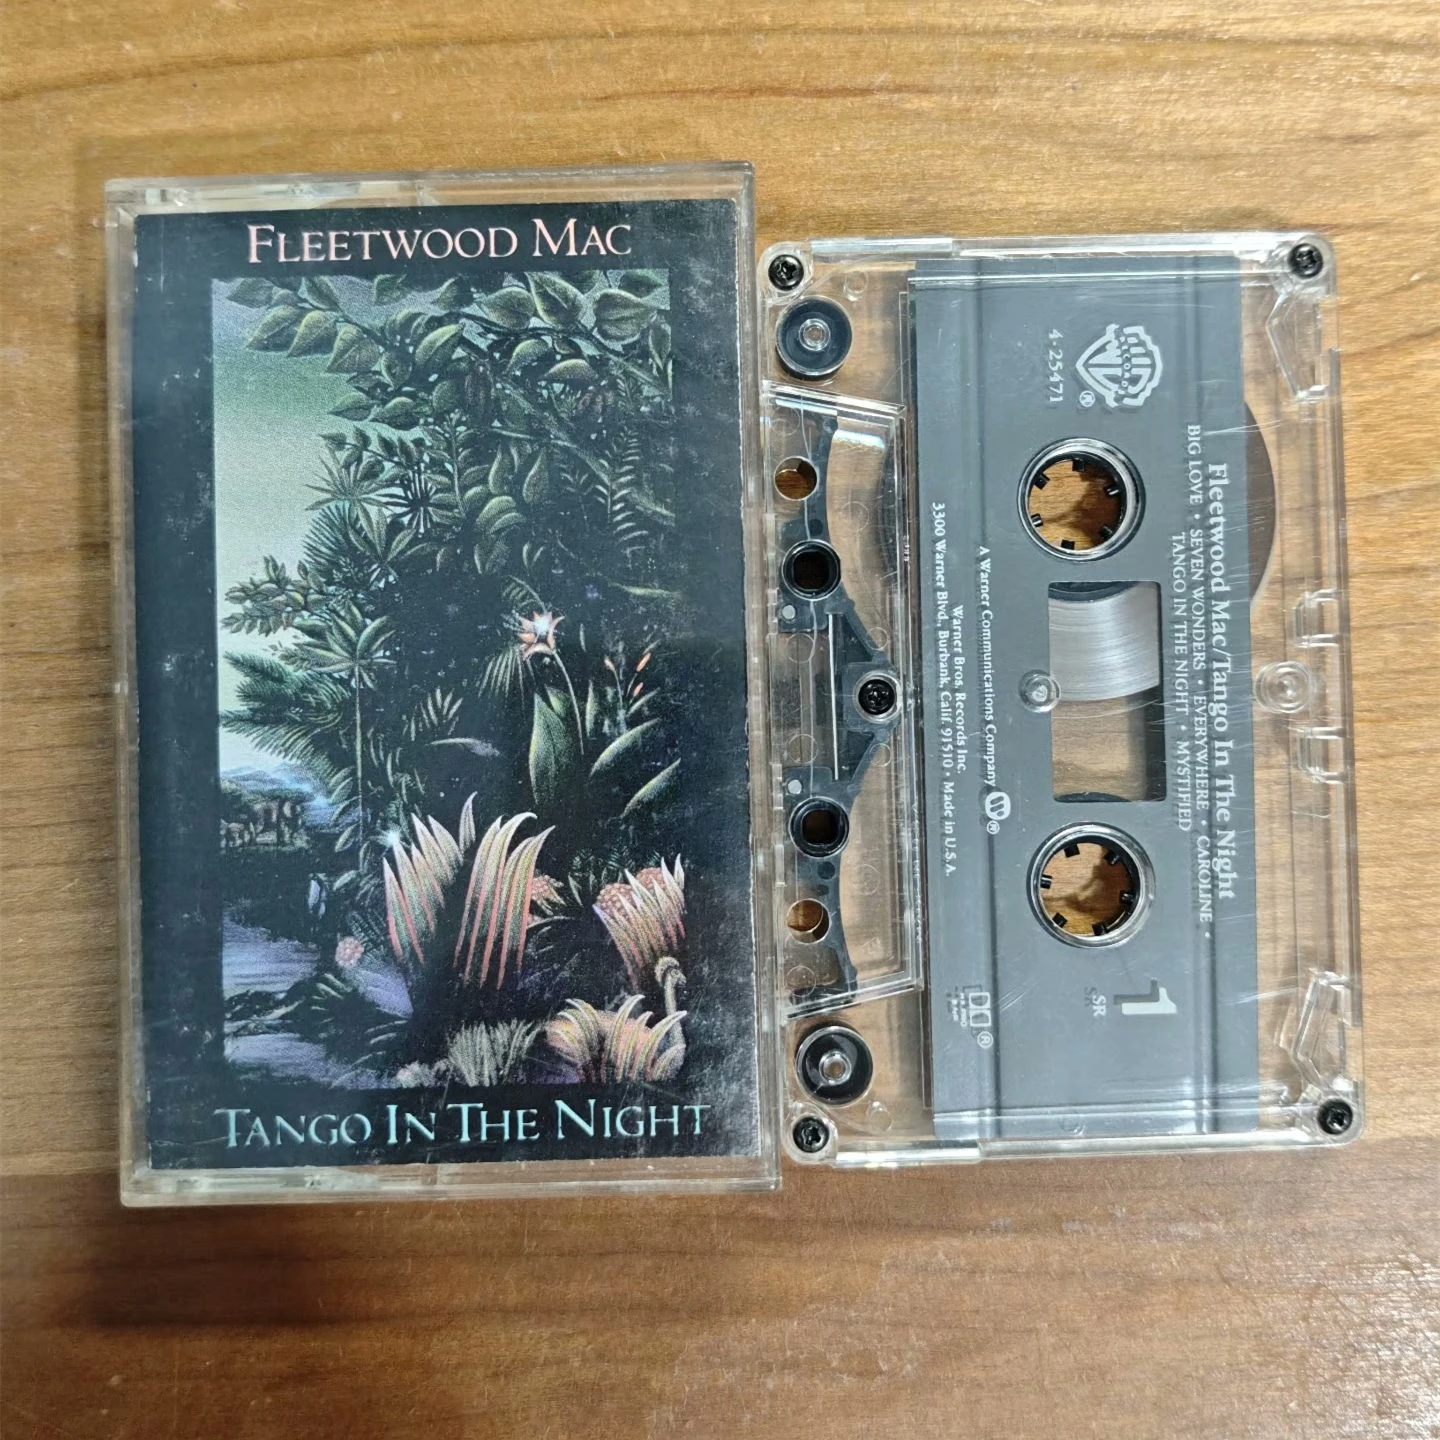 FLEETWOOD MAC
TANGO IN THE NIGHT
RECORDS
®
4-25471
Fleetwood Mac/Tango In The Night
BIG LOVE • SEVEN WONDERS • EVERYWHERE • CAROLINE •
TANGO IN THE NIGHT • MYSTIFIED
1
SR
A Warner Communications Company ®
Warner Bros. Records Inc.
3300 Warner Blvd., Burbank, Calif. 91510 • Made in U.S.A.